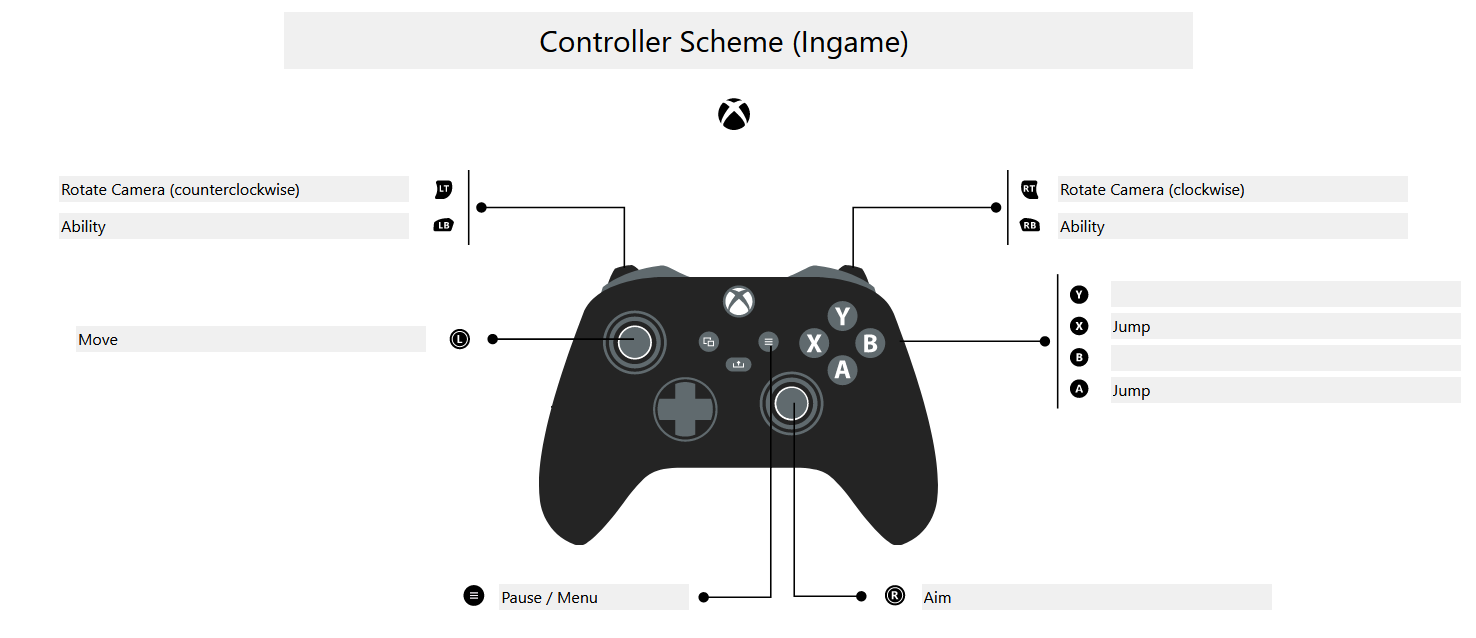 Controller Scheme (Ingame)
Rotate Camera (counterclockwise) LT
RT Rotate Camera (clockwise)
Ability LB
RB Ability
Y
X Jump
B
A Jump
Move L
Y
X B
A
Pause / Menu
R Aim